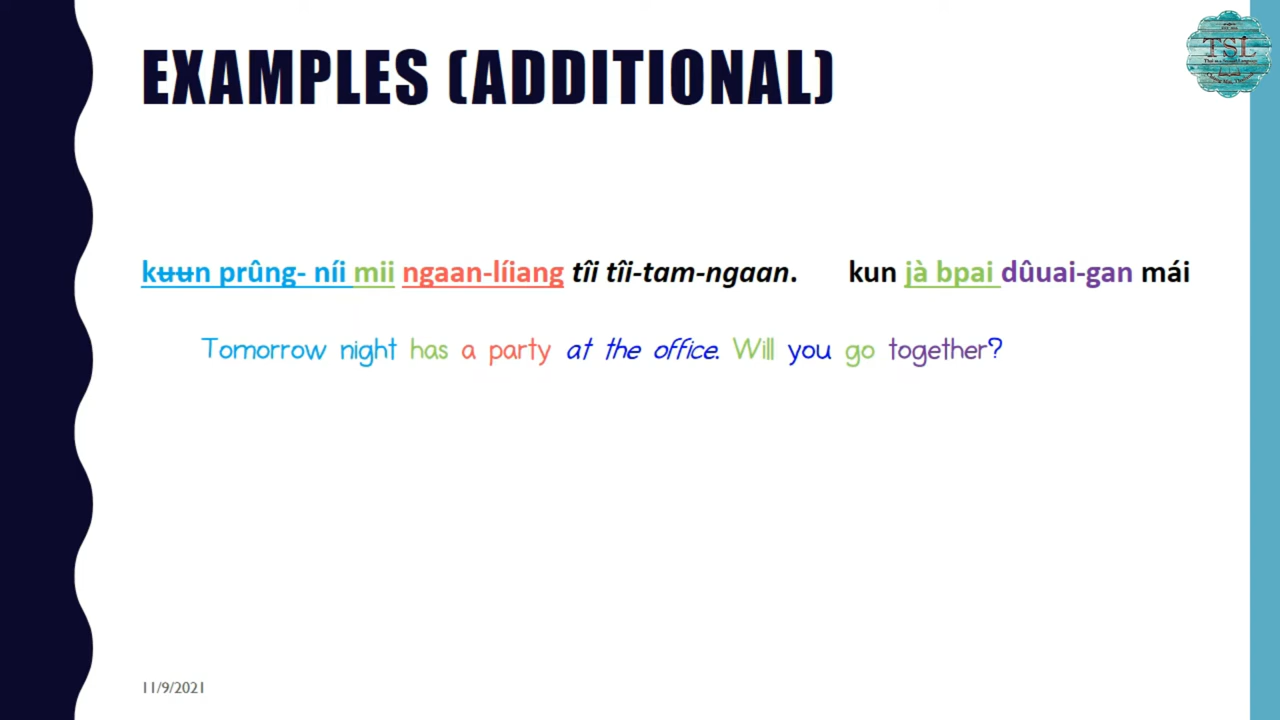 EXAMPLES (ADDITIONAL)
TSL
kʉʉn prûng- níi mii ngaan-líiang tîi tîi-tam-ngaan. kun jà bpai dûuai-gan mái
Tomorrow night has a party at the office. Will you go together?
11/9/2021